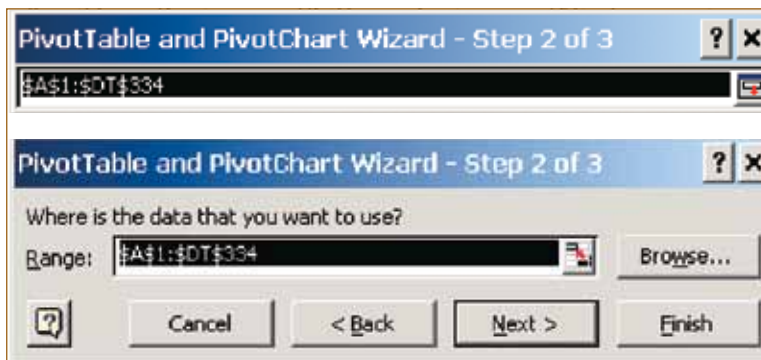 PivotTable and PivotChart Wizard - Step 2 of 3 ? ×
$A$1:$DT$334
PivotTable and PivotChart Wizard - Step 2 of 3 ? ×
Where is the data that you want to use?
Range: $A$1:$DT$334 Browse...
? Cancel < Back Next > Finish